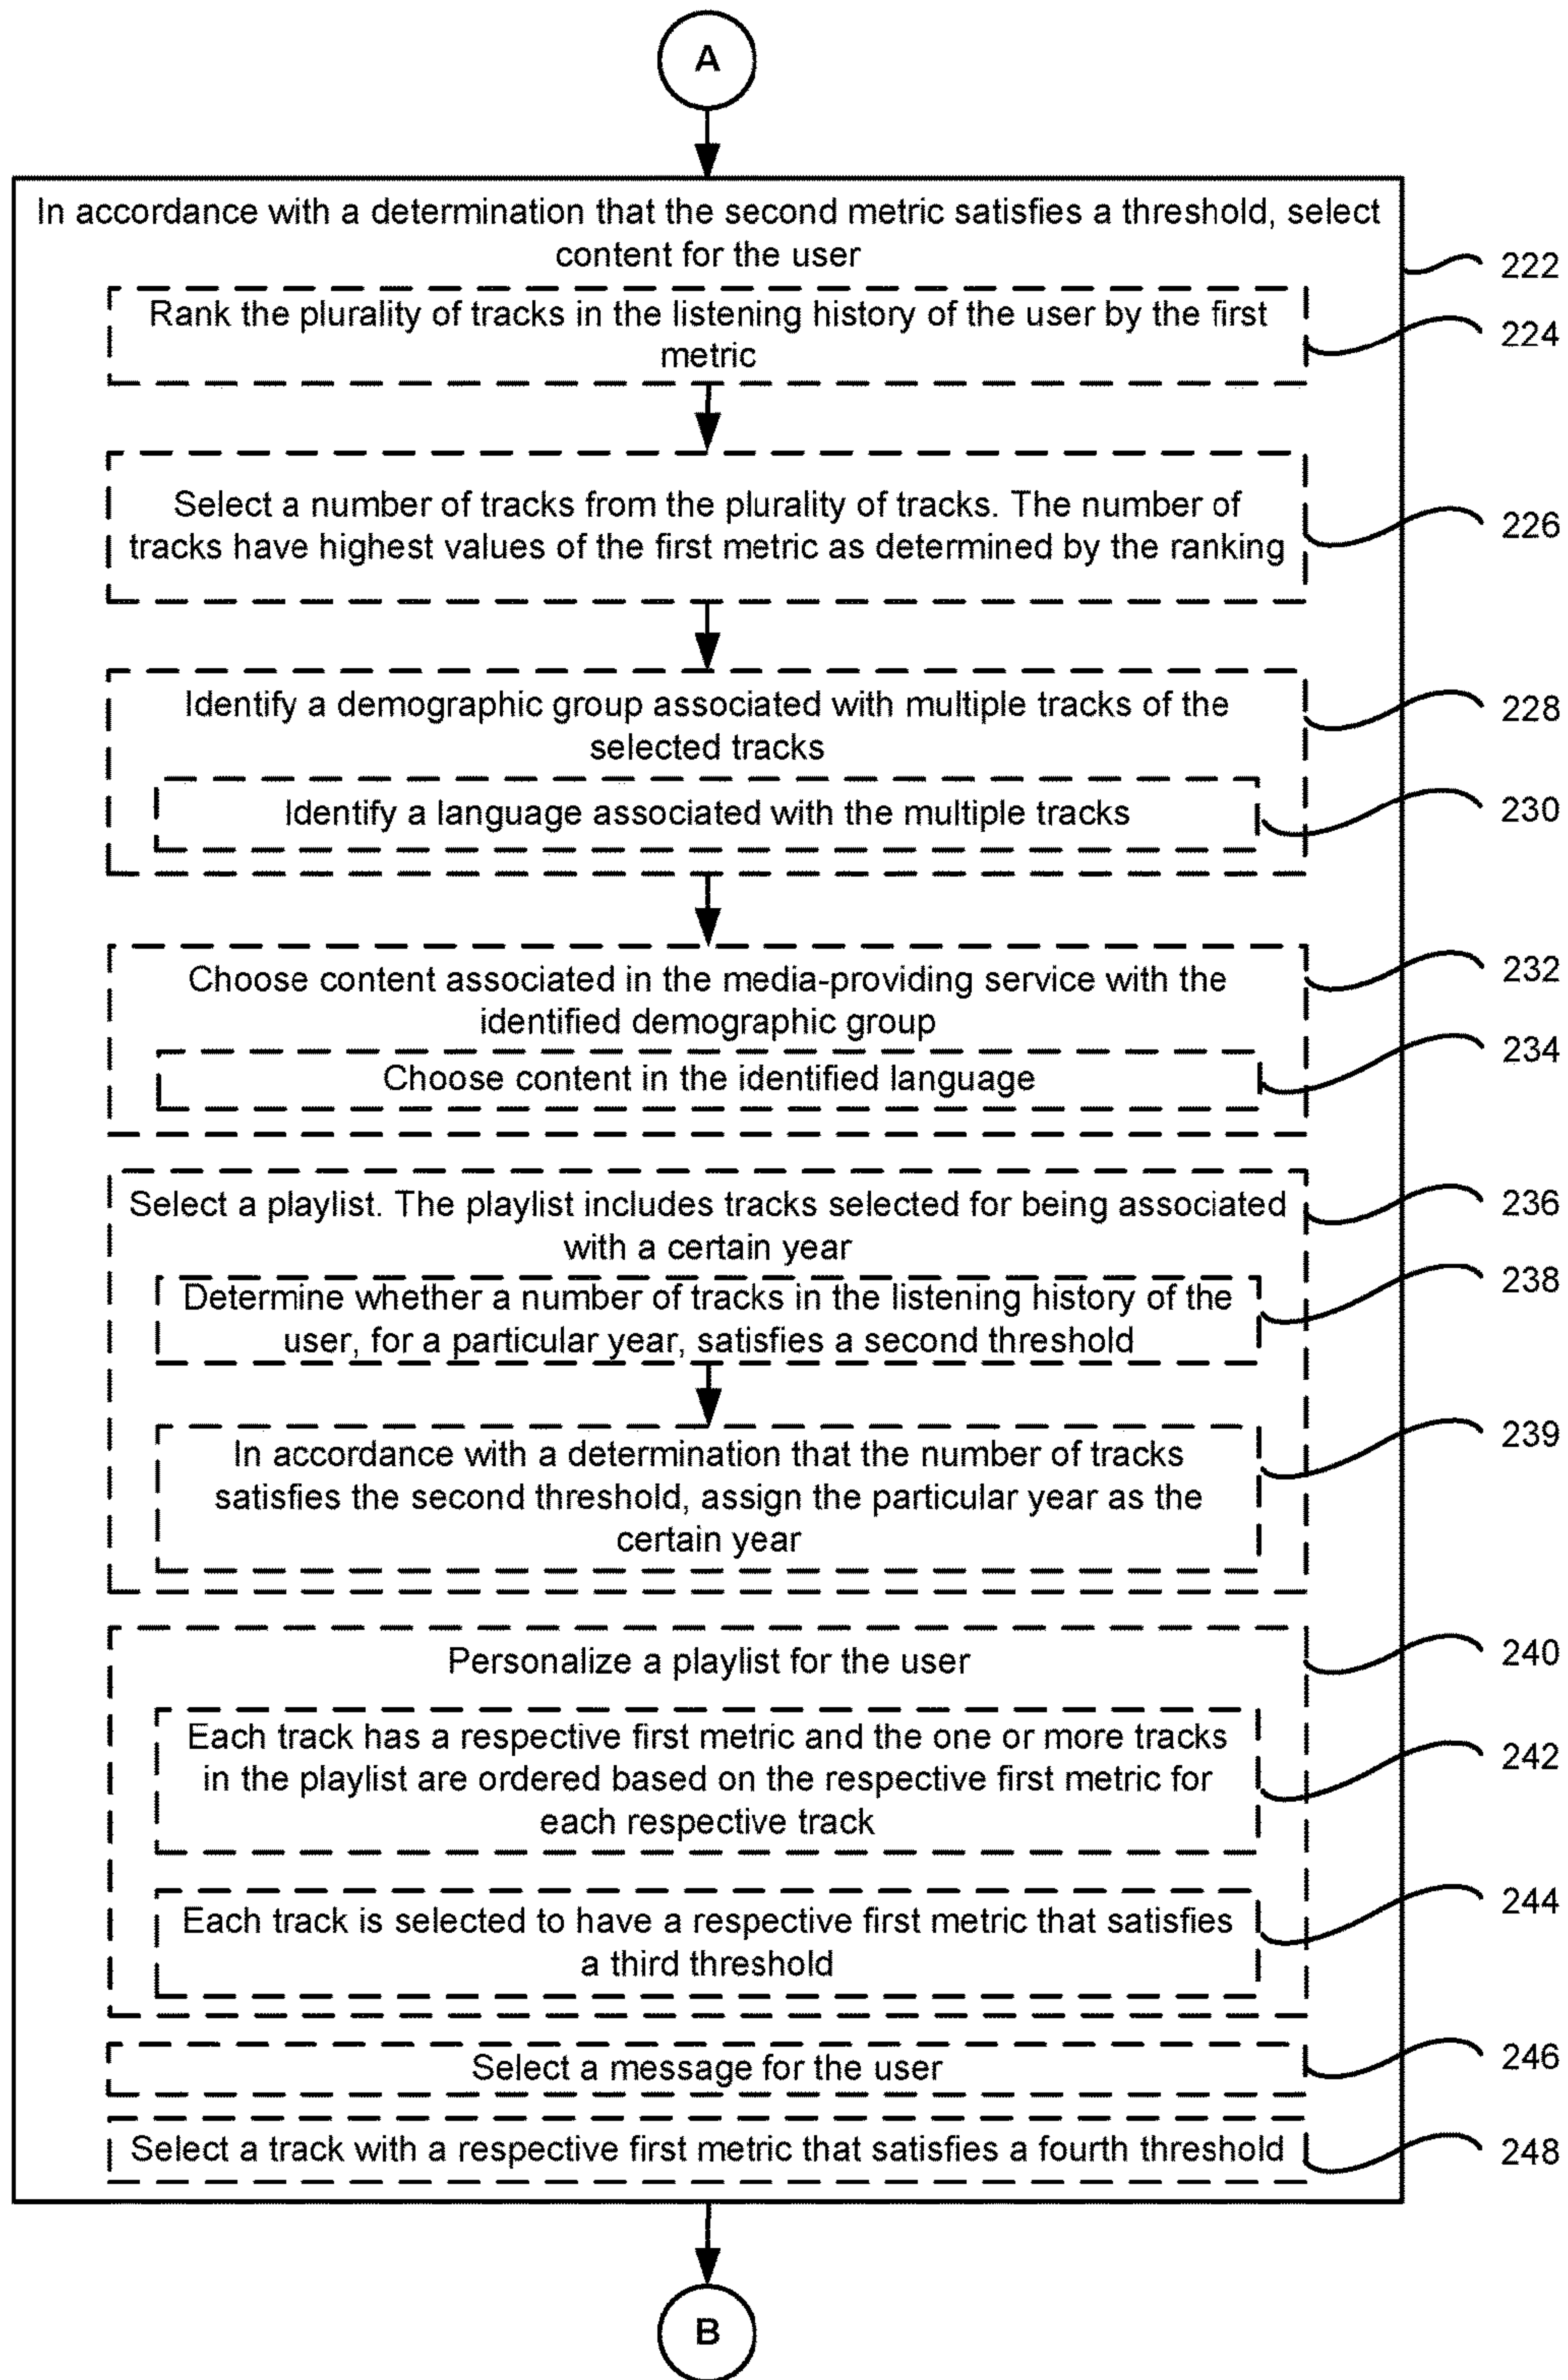 A
In accordance with a determination that the second metric satisfies a threshold, select
content for the user
222
Rank the plurality of tracks in the listening history of the user by the first
metric
224
Select a number of tracks from the plurality of tracks. The number of
tracks have highest values of the first metric as determined by the ranking
226
Identify a demographic group associated with multiple tracks of the
selected tracks
228
Identify a language associated with the multiple tracks
230
Choose content associated in the media-providing service with the
identified demographic group
232
Choose content in the identified language
234
Select a playlist. The playlist includes tracks selected for being associated
with a certain year
236
Determine whether a number of tracks in the listening history of the
user, for a particular year, satisfies a second threshold
238
In accordance with a determination that the number of tracks
satisfies the second threshold, assign the particular year as the
certain year
239
Personalize a playlist for the user
240
Each track has a respective first metric and the one or more tracks
in the playlist are ordered based on the respective first metric for
each respective track
242
Each track is selected to have a respective first metric that satisfies
a third threshold
244
Select a message for the user
246
Select a track with a respective first metric that satisfies a fourth threshold
248
B